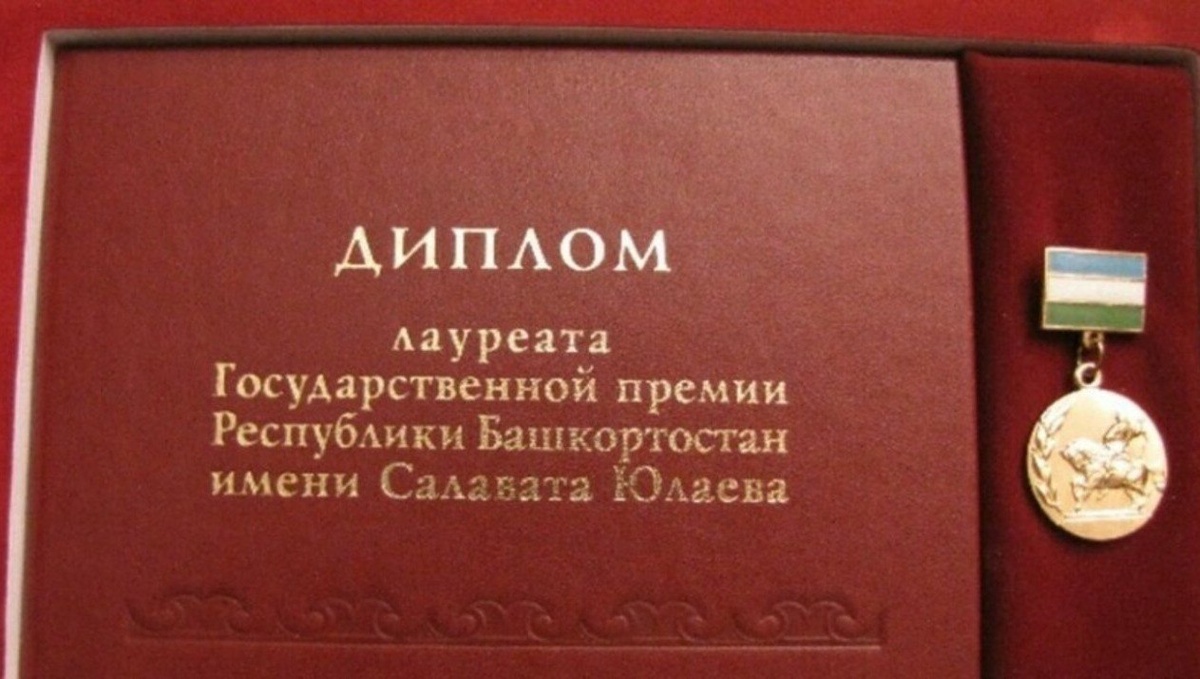 ДИПЛОМ
лауреата
Государственной премии
Республики Башкортостан
имени Салавата Юлаева